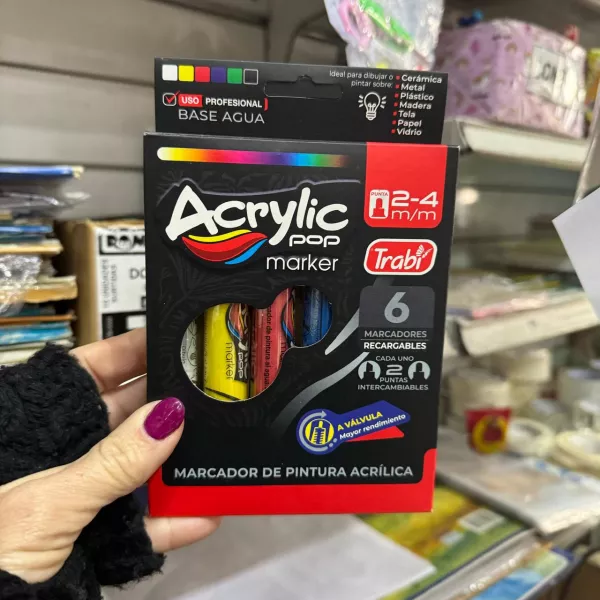 Ideal para dibujar o
pintar sobre:
• Cerámica
• Metal
• Plástico
• Madera
• Tela
• Papel
• Vidrio
USO PROFESIONAL
BASE AGUA
PUNTA
2-4
m/m
Acrylic
pop
marker
Trabi
6
MARCADORES
RECARGABLES
CADA UNO
2
PUNTAS
INTERCAMBIABLES
marker
pop
A VÁLVULA
Mayor rendimiento
MARCADOR DE PINTURA ACRÍLICA